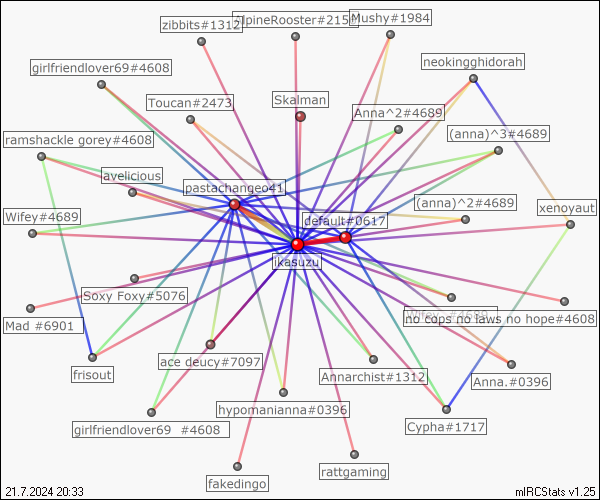 zibbits#1312
Mushy#1984
neokingghidorah
girlfriendlover69#4608
Toucan#2473
Skalman
Anna^2#4689
(anna)^3#4689
ramshackle gorey#4608
avelicious
pastachangeo41
(anna)^2#4689
xenoyaut
Wifey#4689
default#0617
ikasuzu
Soxy Foxy#5076
Mad #6901
no cops no laws no hope#4608
frisout
ace deucy#7097
Annarchist#1312
Anna.#0396
hypomanianna#0396
girlfriendlover69 #4608
Cypha#1717
fakedingo
rattgaming
21.7.2024 20:33
mIRCStats v1.25